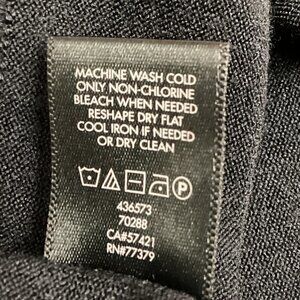 MACHINE WASH COLD
ONLY NON-CHLORINE
BLEACH WHEN NEEDED
RESHAPE DRY FLAT
COOL IRON IF NEEDED
OR DRY CLEAN
P
436573
70288
CA#57421
RN#77379